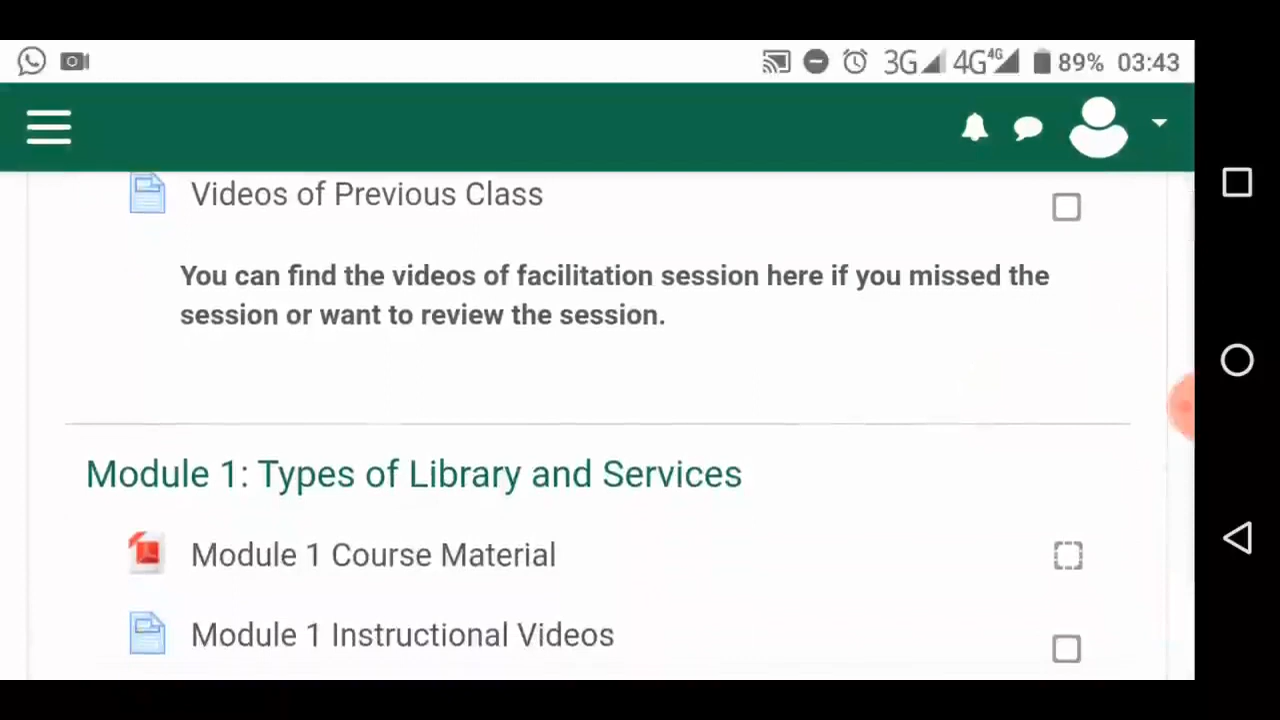 3G 4G 4G 89% 03:43
Videos of Previous Class
You can find the videos of facilitation session here if you missed the
session or want to review the session.
Module 1: Types of Library and Services
Module 1 Course Material
Module 1 Instructional Videos